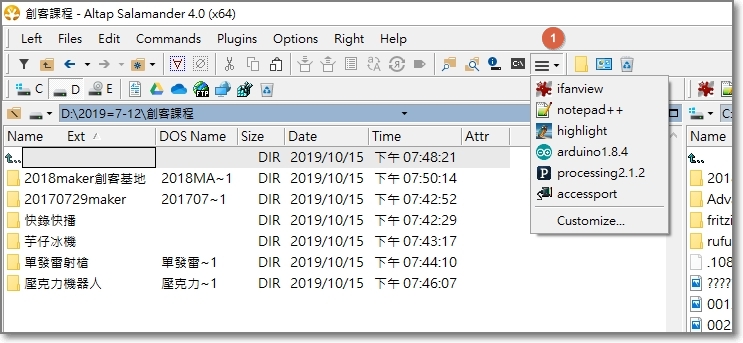 創客課程 - Altap Salamander 4.0 (x64)
Left Files Edit Commands Plugins Options Right Help
1
C D E FTP C
D:\2019=7-12\創客課程 C:
Name Ext DOS Name Size Date Time Attr Name
DIR 2019/10/15 下午 07:48:21
2018maker創客基地 2018MA~1 DIR 2019/10/15 下午 07:50:14
20170729maker 201707~1 DIR 2019/10/15 下午 07:42:52
快錄快播 DIR 2019/10/15 下午 07:42:29
芋仔冰機 DIR 2019/10/15 下午 07:43:17
單發雷射槍 單發雷~1 DIR 2019/10/15 下午 07:44:10
壓克力機器人 壓克力~1 DIR 2019/10/15 下午 07:46:07
ifanview
notepad++
highlight
arduino1.8.4
processing2.1.2
accessport
Customize...
201
Adva
fritzi
rufu
.108
????
001.
002.